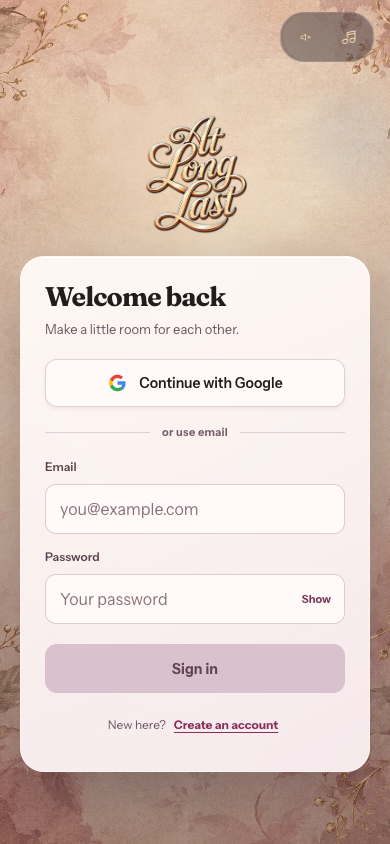 At
Long
Last
Welcome back
Make a little room for each other.
Continue with Google
or use email
Email
you@example.com
Password
Your password
Show
Sign in
New here? Create an account